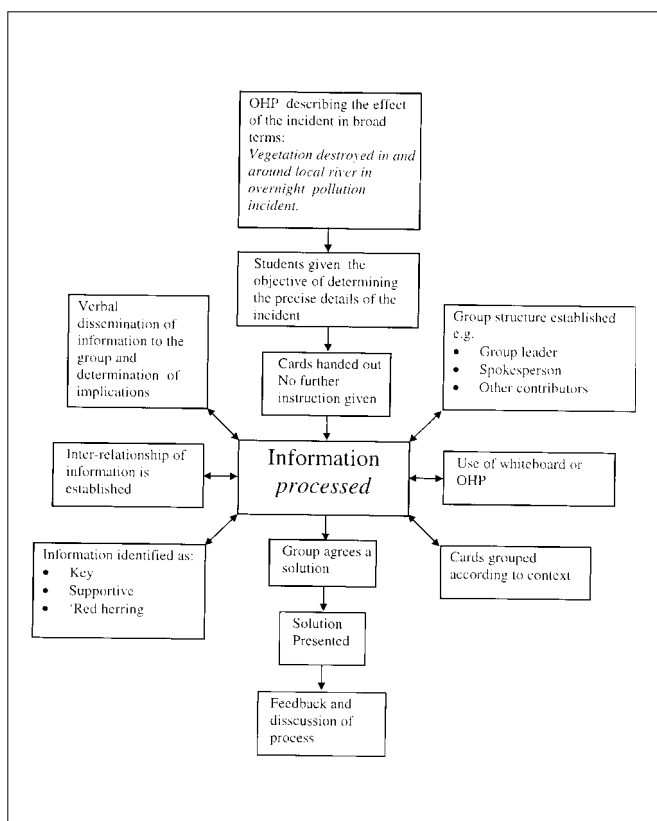 OHP describing the effect
of the incident in broad
terms:
Vegetation destroyed in and
around local river in
overnight pollution
incident.
Students given the
objective of determining
the precise details of the
incident
Verbal
dissemination of
information to the
group and
determination of
implications
Cards handed out
No further
instruction given
Group structure established
e.g.
• Group leader
• Spokesperson
• Other contributors
Inter-relationship of
information is
established
Information
processed
Use of whiteboard or
OHP
Information identified as:
• Key
• Supportive
• 'Red herring
Group agrees a
solution
Cards grouped
according to context
Solution
Presented
Feedback and
disscussion of
process